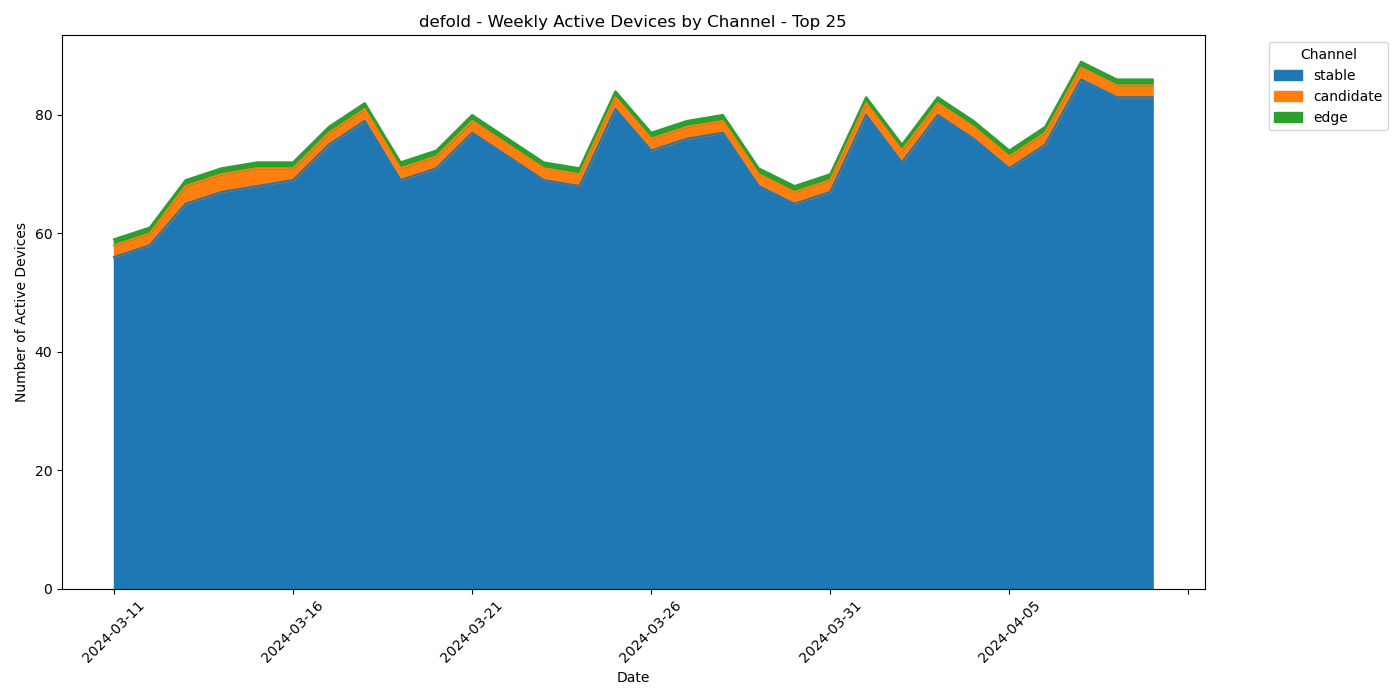 defold - Weekly Active Devices by Channel - Top 25
Channel
stable
candidate
edge
Number of Active Devices
80
60
40
20
0
2024-03-11
2024-03-16
2024-03-21
2024-03-26
2024-03-31
2024-04-05
Date